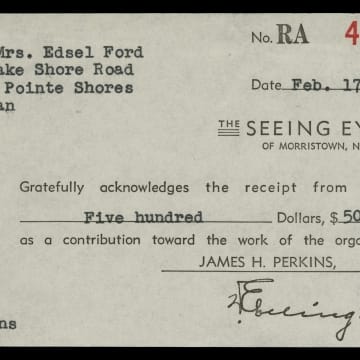 Mrs. Edsel Ford
No. RA 4
ake Shore Road
Pointe Shores
an
Date Feb. 17
THE SEEING EY
OF MORRISTOWN, N
Gratefully acknowledges the receipt from
Five hundred Dollars, $50
as a contribution toward the work of the orga
JAMES H. PERKINS,
ns